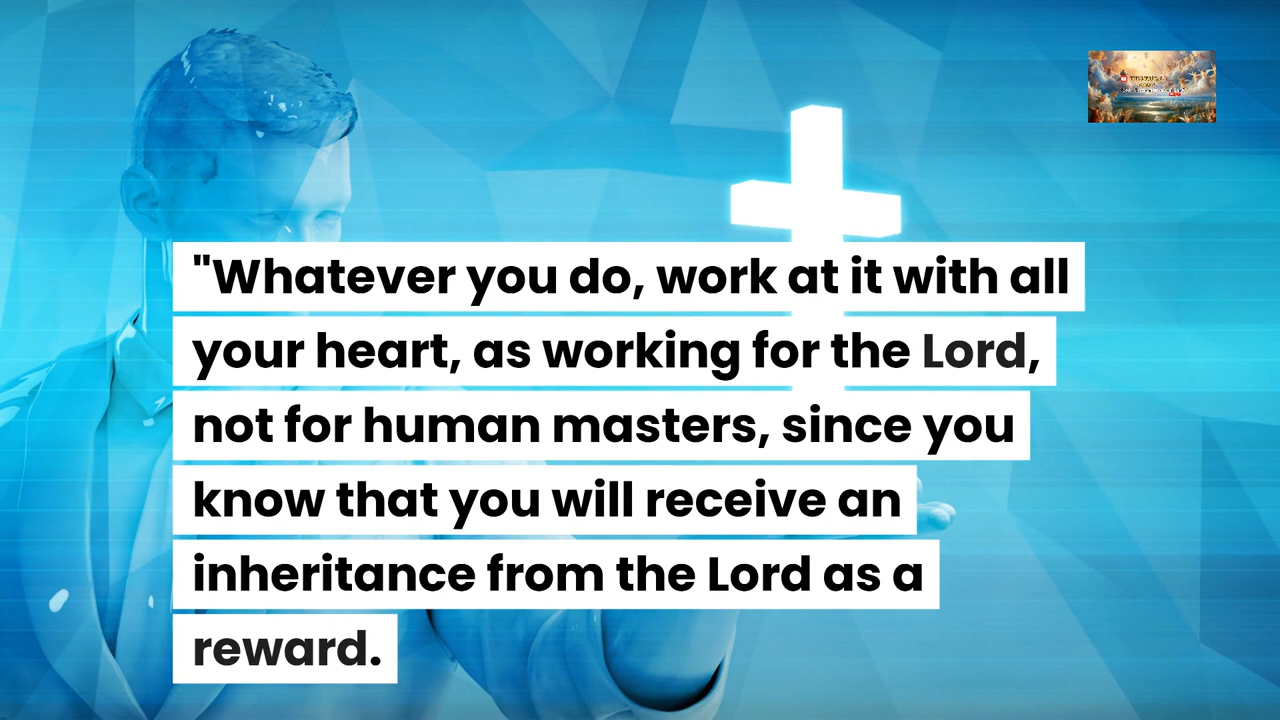 "Whatever you do, work at it with all
your heart, as working for the Lord,
not for human masters, since you
know that you will receive an
inheritance from the Lord as a
reward.